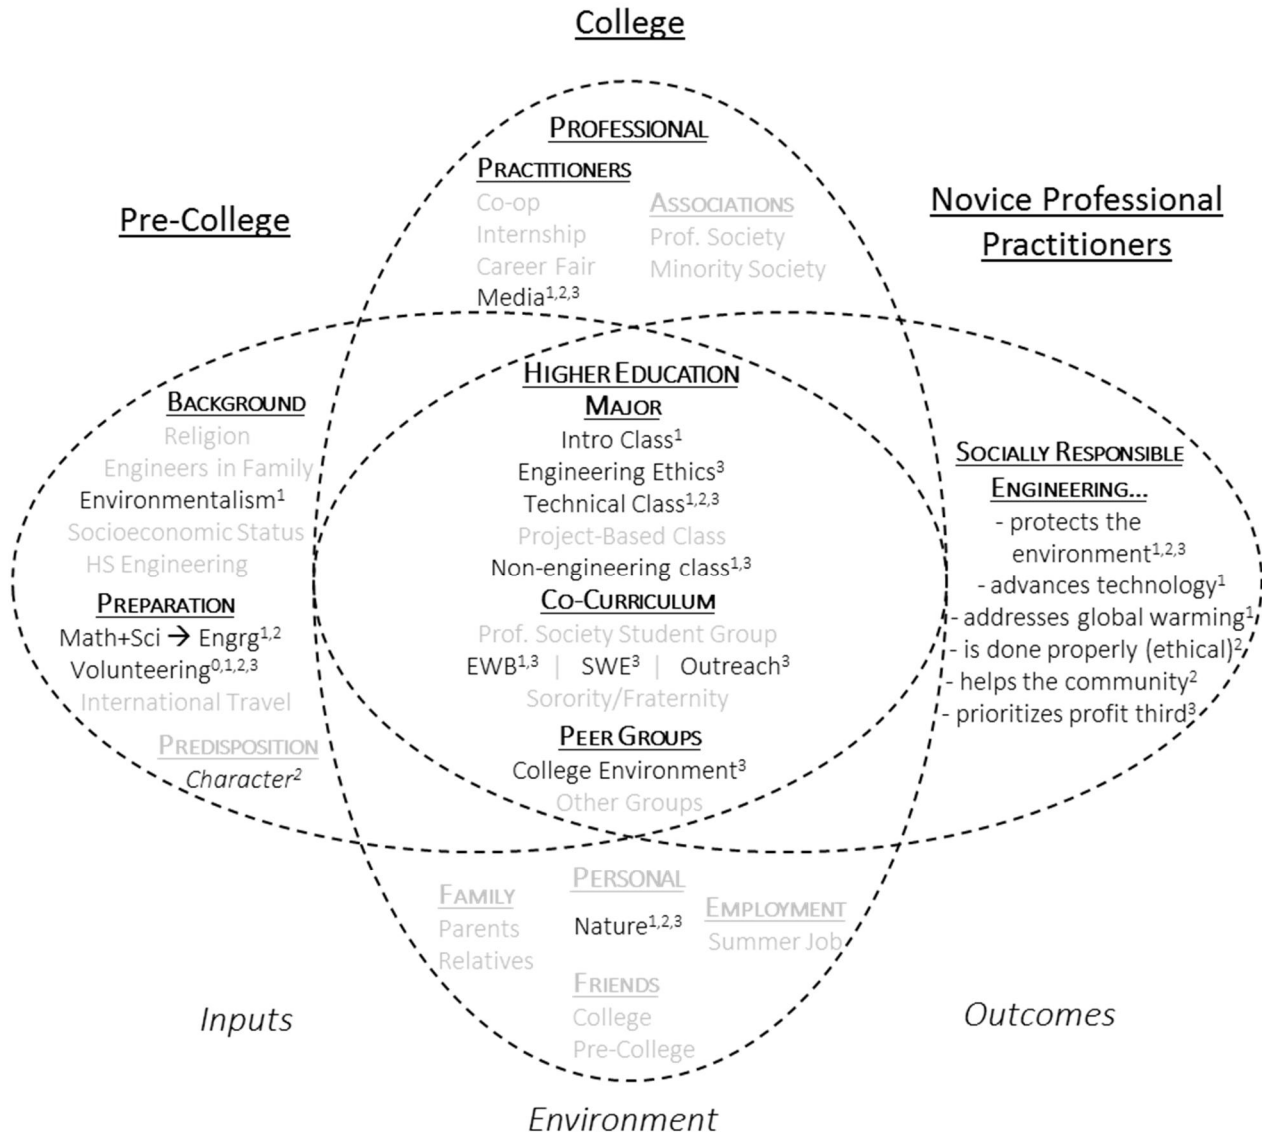 College
Pre-College
Novice Professional
Practitioners
PROFESSIONAL
PRACTITIONERS
Co-op
Internship
Career Fair
Media1,2,3
ASSOCIATIONS
Prof. Society
Minority Society
BACKGROUND
Religion
Engineers in Family
Environmentalism1
Socioeconomic Status
HS Engineering
PREPARATION
Math+Sci → Engrg1,2
Volunteering0,1,2,3
International Travel
PREDISPOSITION
Character2
HIGHER EDUCATION
MAJOR
Intro Class1
Engineering Ethics3
Technical Class1,2,3
Project-Based Class
Non-engineering class1,3
CO-CURRICULUM
Prof. Society Student Group
EWB1,3 | SWE3 | Outreach3
Sorority/Fraternity
PEER GROUPS
College Environment3
Other Groups
SOCIALLY RESPONSIBLE
ENGINEERING...
- protects the
environment1,2,3
- advances technology1
- addresses global warming1
- is done properly (ethical)2
- helps the community2
- prioritizes profit third3
FAMILY
Parents
Relatives
PERSONAL
Nature1,2,3
EMPLOYMENT
Summer Job
FRIENDS
College
Pre-College
Inputs
Environment
Outcomes